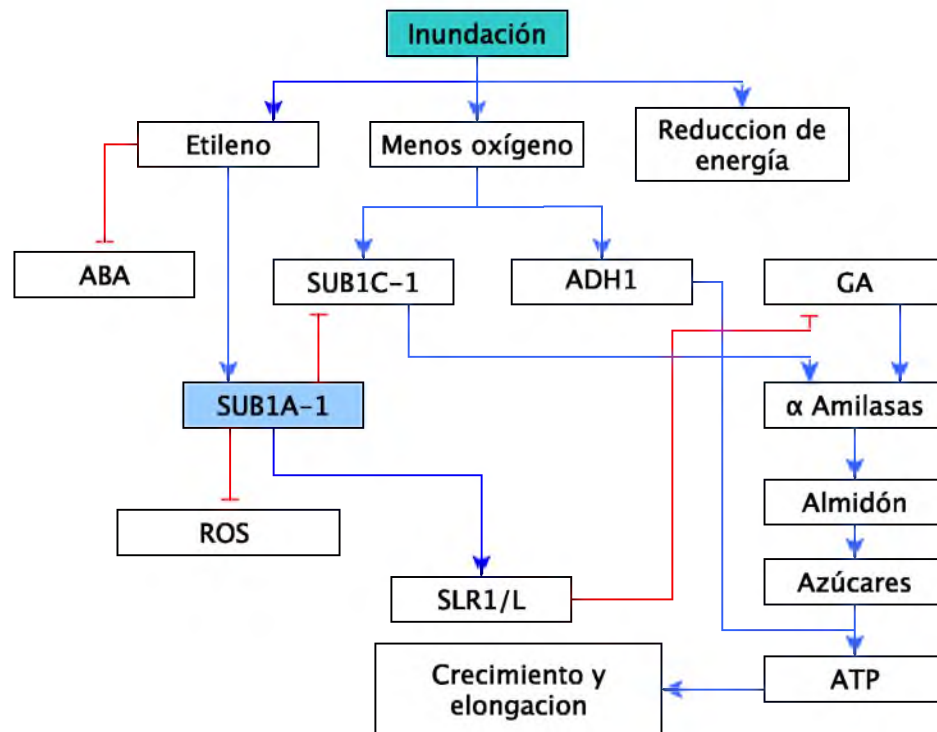 Inundación
Etileno
Menos oxígeno
Reduccion de
energía
ABA
SUB1C-1
ADH1
GA
SUB1A-1
α Amilasas
ROS
Almidón
SLR1/L
Azúcares
Crecimiento y
elongacion
ATP